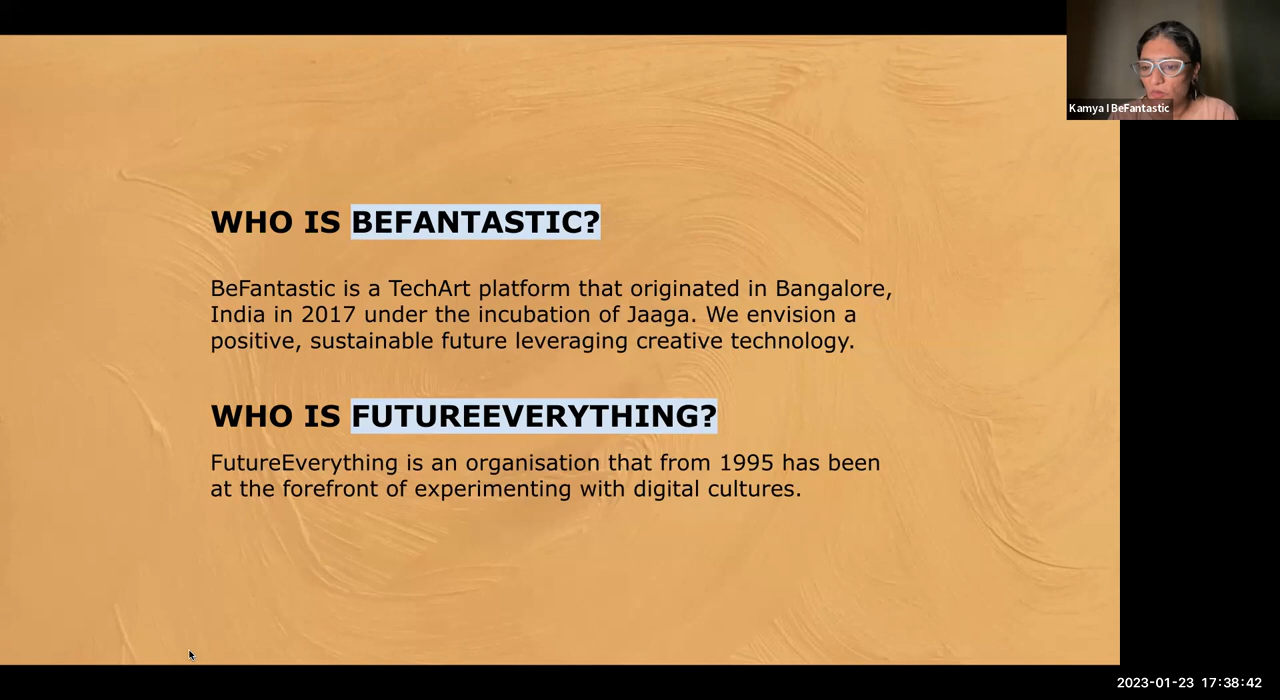 Kamya I BeFantastic
WHO IS BEFANTASTIC?
BeFantastic is a TechArt platform that originated in Bangalore,
India in 2017 under the incubation of Jaaga. We envision a
positive, sustainable future leveraging creative technology.
WHO IS FUTUREEVERYTHING?
FutureEverything is an organisation that from 1995 has been
at the forefront of experimenting with digital cultures.
2023-01-23 17:38:42